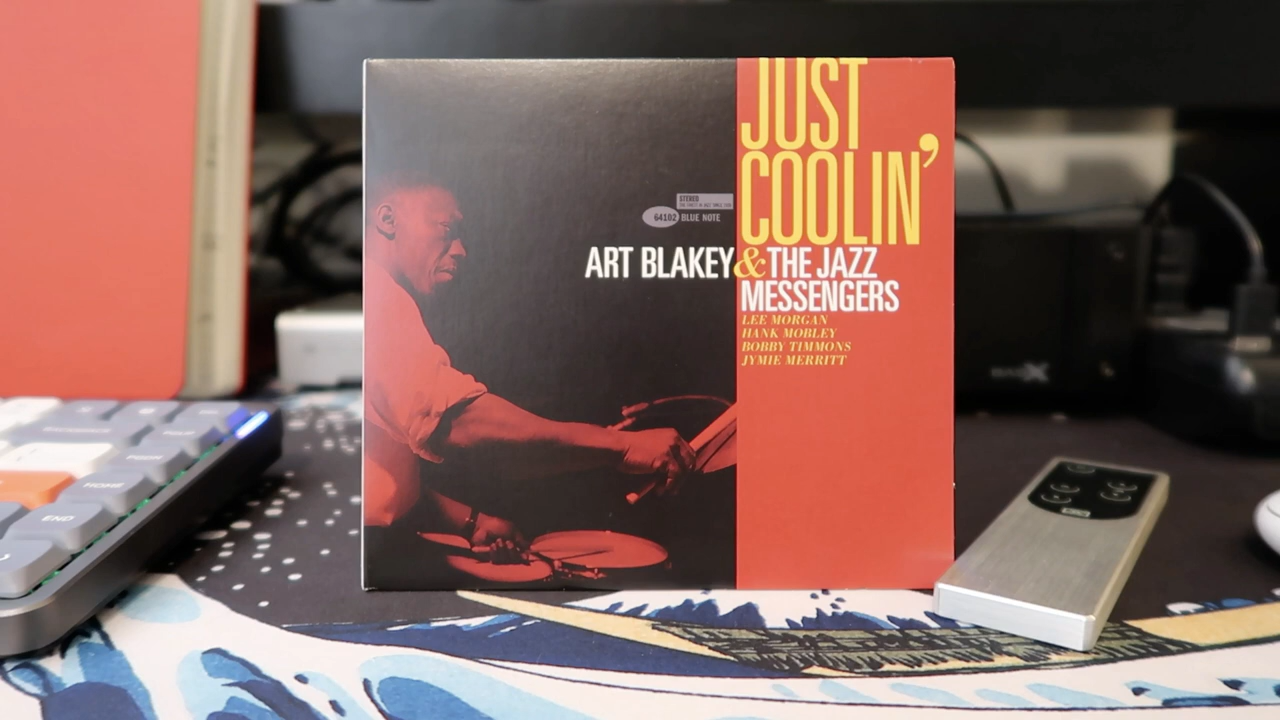 JUST
COOLIN’
STEREO
64102 BLUE NOTE
ART BLAKEY & THE JAZZ
MESSENGERS
LEE MORGAN
HANK MOBLEY
BOBBY TIMMONS
JYMIE MERRITT
HOME
END